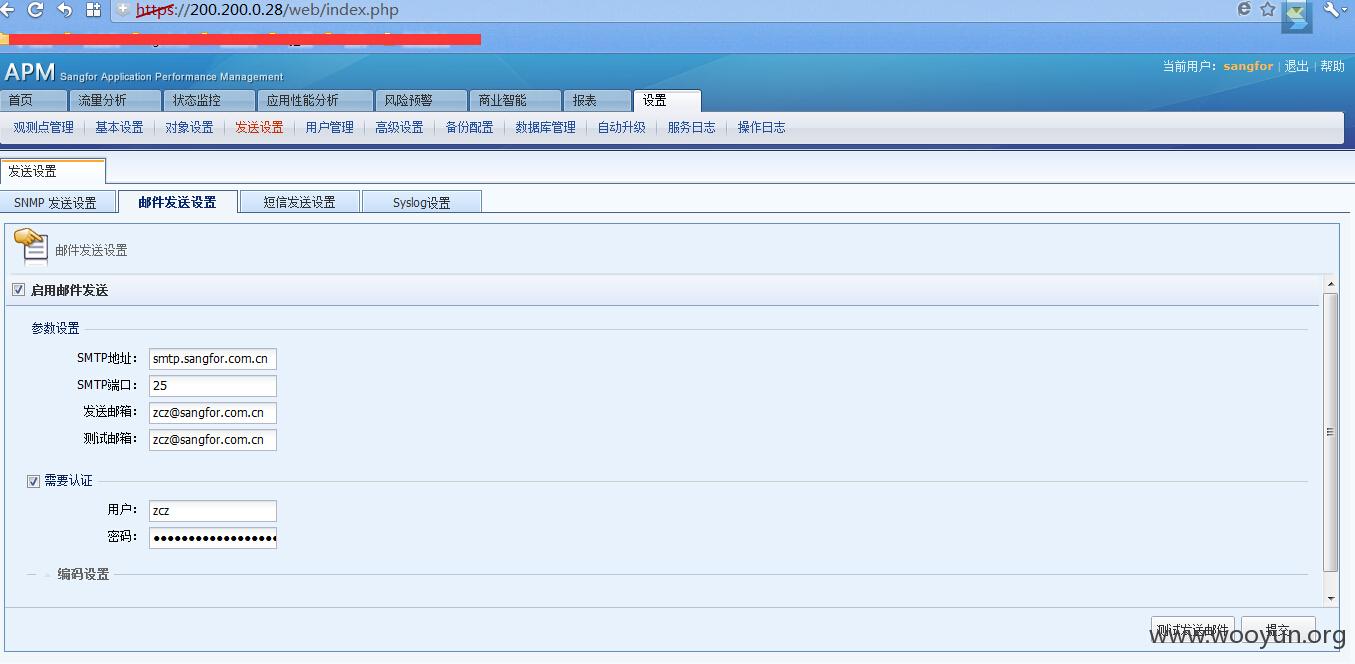 https://200.200.0.28/web/index.php
APM Sangfor Application Performance Management
当前用户: sangfor | 退出 | 帮助
首页 流量分析 状态监控 应用性能分析 风险预警 商业智能 报表 设置
观测点管理 基本设置 对象设置 发送设置 用户管理 高级设置 备份配置 数据库管理 自动升级 服务日志 操作日志
发送设置
SNMP 发送设置 邮件发送设置 短信发送设置 Syslog设置
邮件发送设置
启用邮件发送
参数设置
SMTP地址: smtp.sangfor.com.cn
SMTP端口: 25
发送邮箱: zcz@sangfor.com.cn
测试邮箱: zcz@sangfor.com.cn
需要认证
用户: zcz
密码: ••••••••••••••••••
编码设置
测试发送邮件 提交
www.wooyun.org